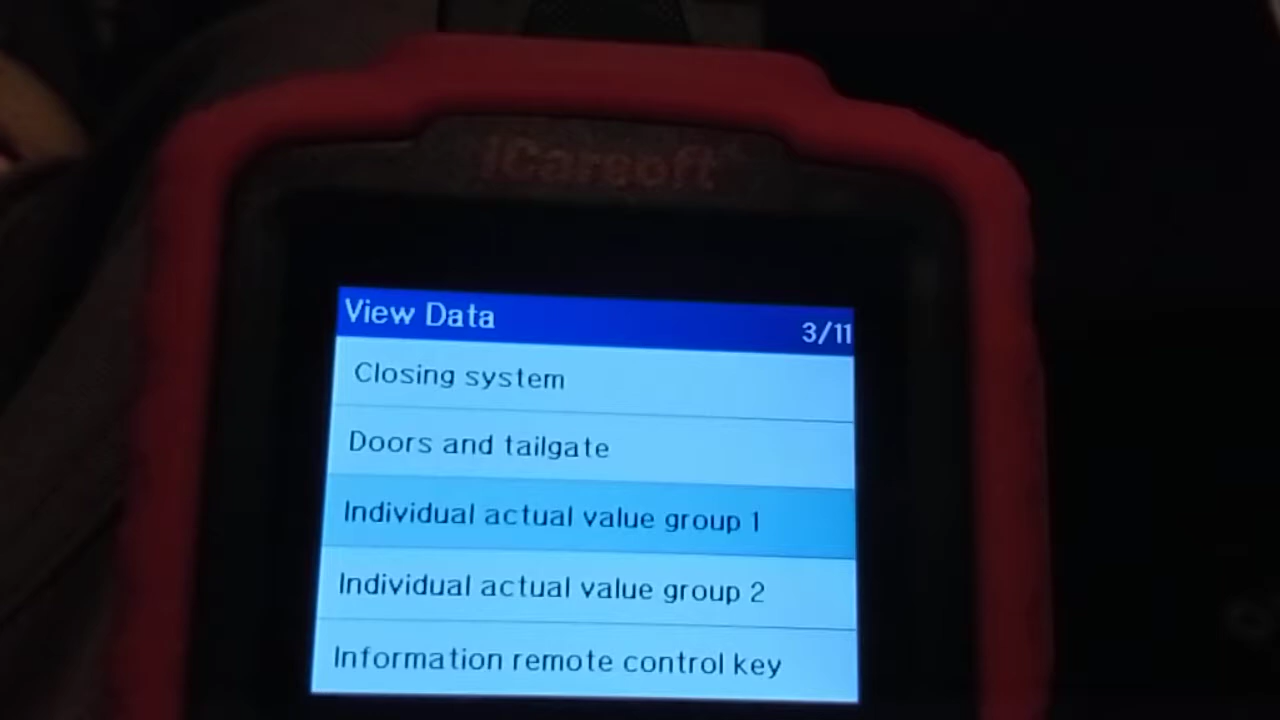 iCarsoft
View Data 3/11
Closing system
Doors and tailgate
Individual actual value group 1
Individual actual value group 2
Information remote control key